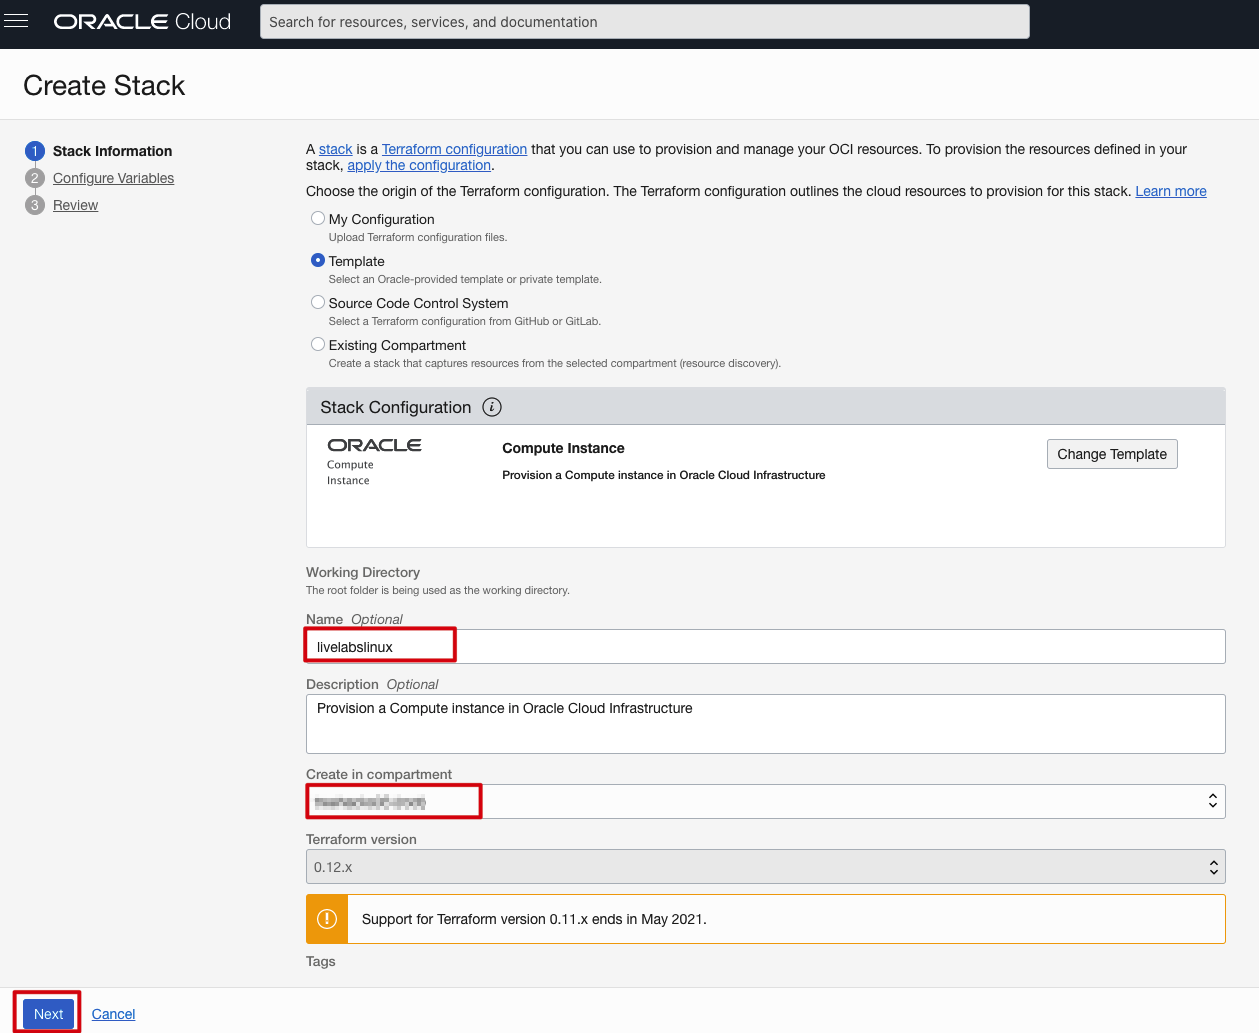 ORACLE Cloud
Search for resources, services, and documentation
Create Stack
1 Stack Information
2 Configure Variables
3 Review
A stack is a Terraform configuration that you can use to provision and manage your OCI resources. To provision the resources defined in your
stack, apply the configuration.
Choose the origin of the Terraform configuration. The Terraform configuration outlines the cloud resources to provision for this stack. Learn more
My Configuration
Upload Terraform configuration files.
Template
Select an Oracle-provided template or private template.
Source Code Control System
Select a Terraform configuration from GitHub or GitLab.
Existing Compartment
Create a stack that captures resources from the selected compartment (resource discovery).
Stack Configuration i
ORACLE
Compute
Instance
Compute Instance
Provision a Compute instance in Oracle Cloud Infrastructure
Change Template
Working Directory
The root folder is being used as the working directory.
Name Optional
livelabslinux
Description Optional
Provision a Compute instance in Oracle Cloud Infrastructure
Create in compartment
Terraform version
0.12.x
! Support for Terraform version 0.11.x ends in May 2021.
Tags
Next Cancel